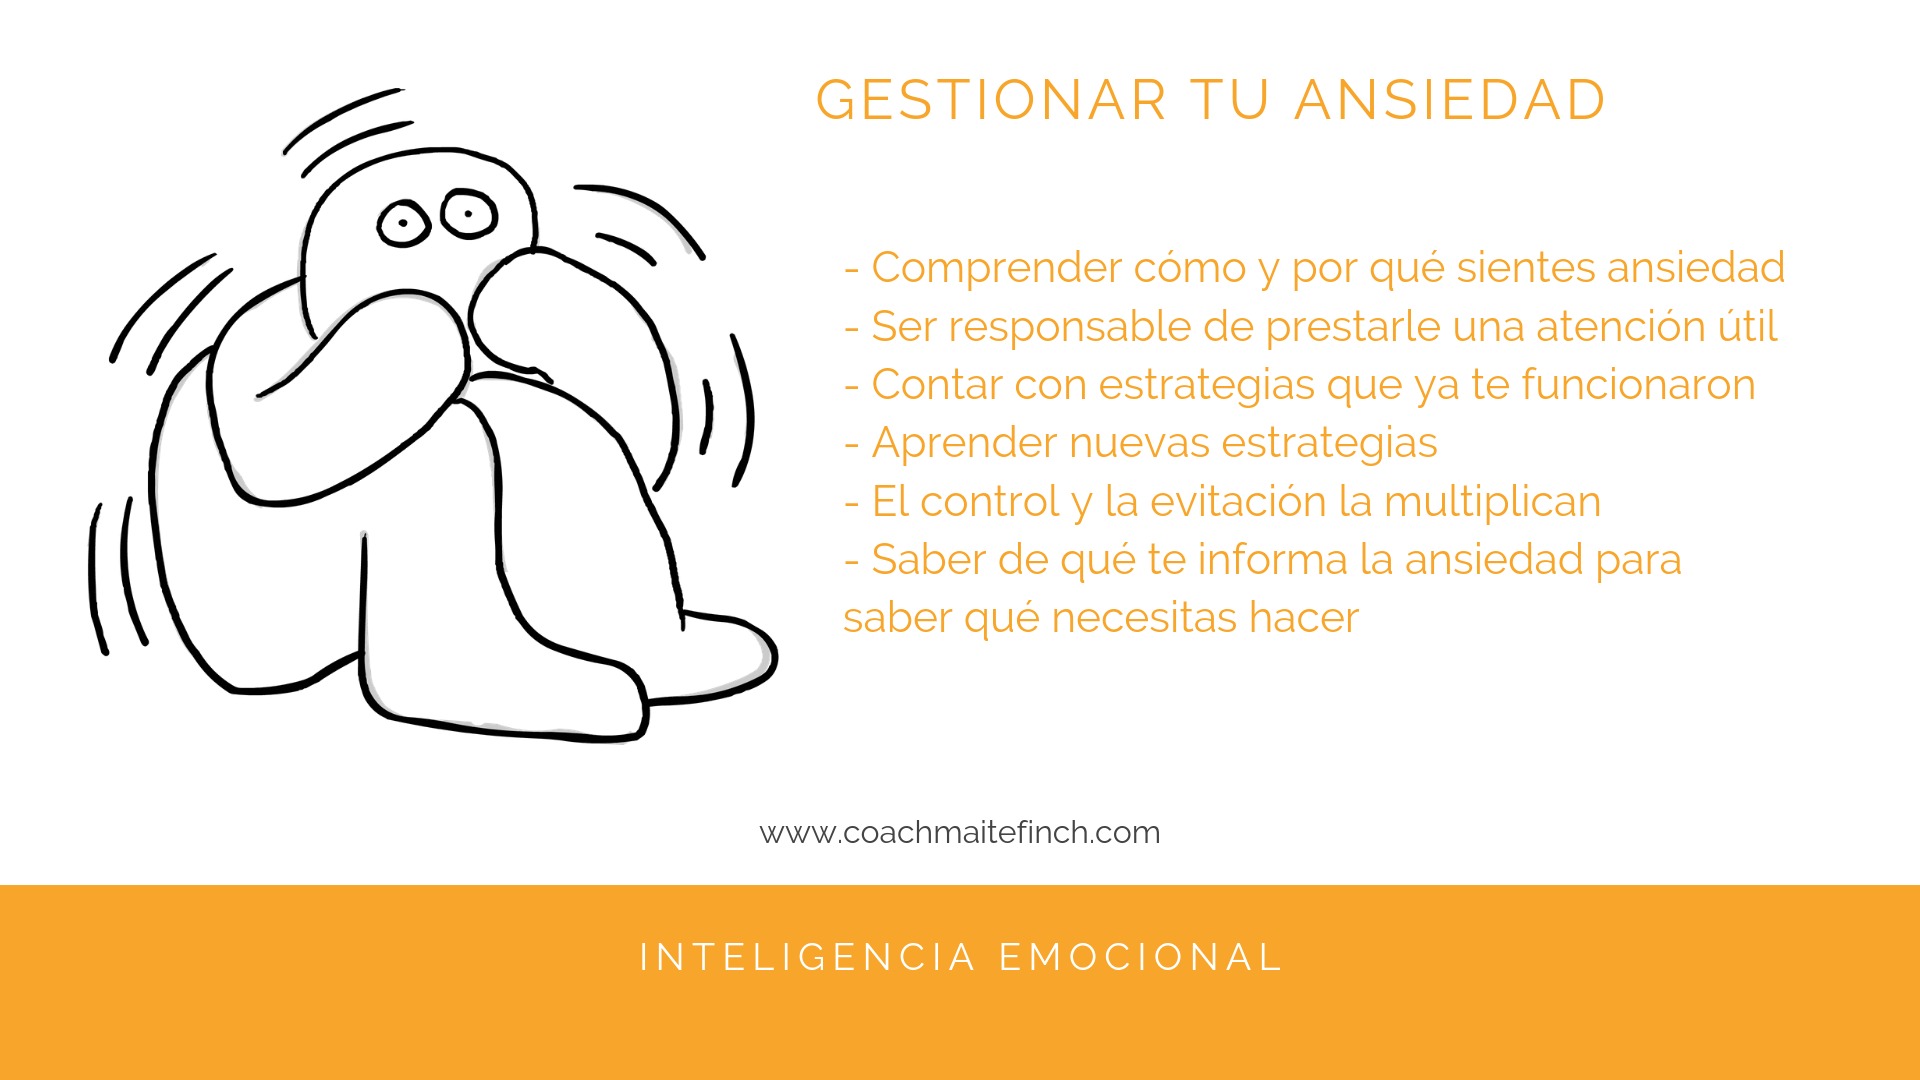 GESTIONAR TU ANSIEDAD
- Comprender cómo y por qué sientes ansiedad
- Ser responsable de prestarle una atención útil
- Contar con estrategias que ya te funcionaron
- Aprender nuevas estrategias
- El control y la evitación la multiplican
- Saber de qué te informa la ansiedad para
saber qué necesitas hacer
www.coachmaitefinch.com
INTELIGENCIA EMOCIONAL